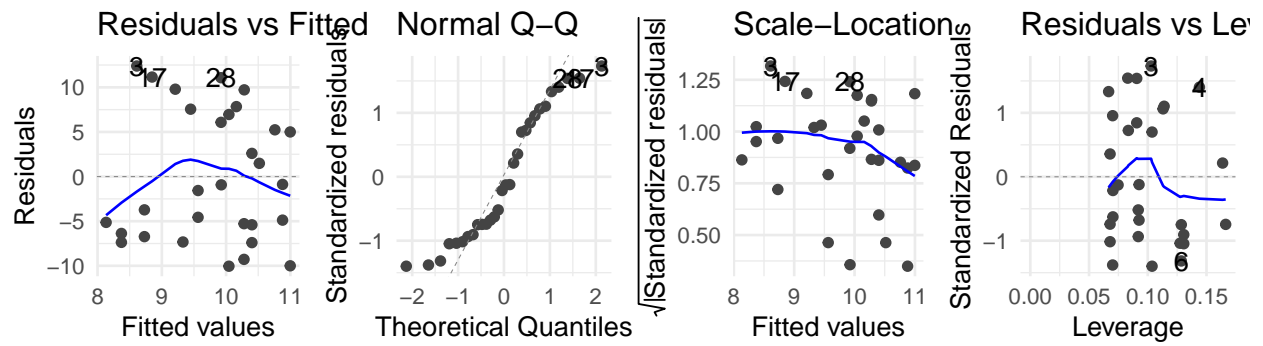 Residuals vs Fitted
3
17
28
10
5
0
−5
−10
Residuals
8 9 10 11
Fitted values
Normal Q−Q
28
17
3
1
0
−1
Standardized residuals
−2 −1 0 1 2
Theoretical Quantiles
Scale−Location
3
17
28
1.25
1.00
0.75
0.50
√|Standardized residuals|
8 9 10 11
Fitted values
Residuals vs Lev
3
4
6
1
0
−1
Standardized Residuals
0.00 0.05 0.10 0.15
Leverage